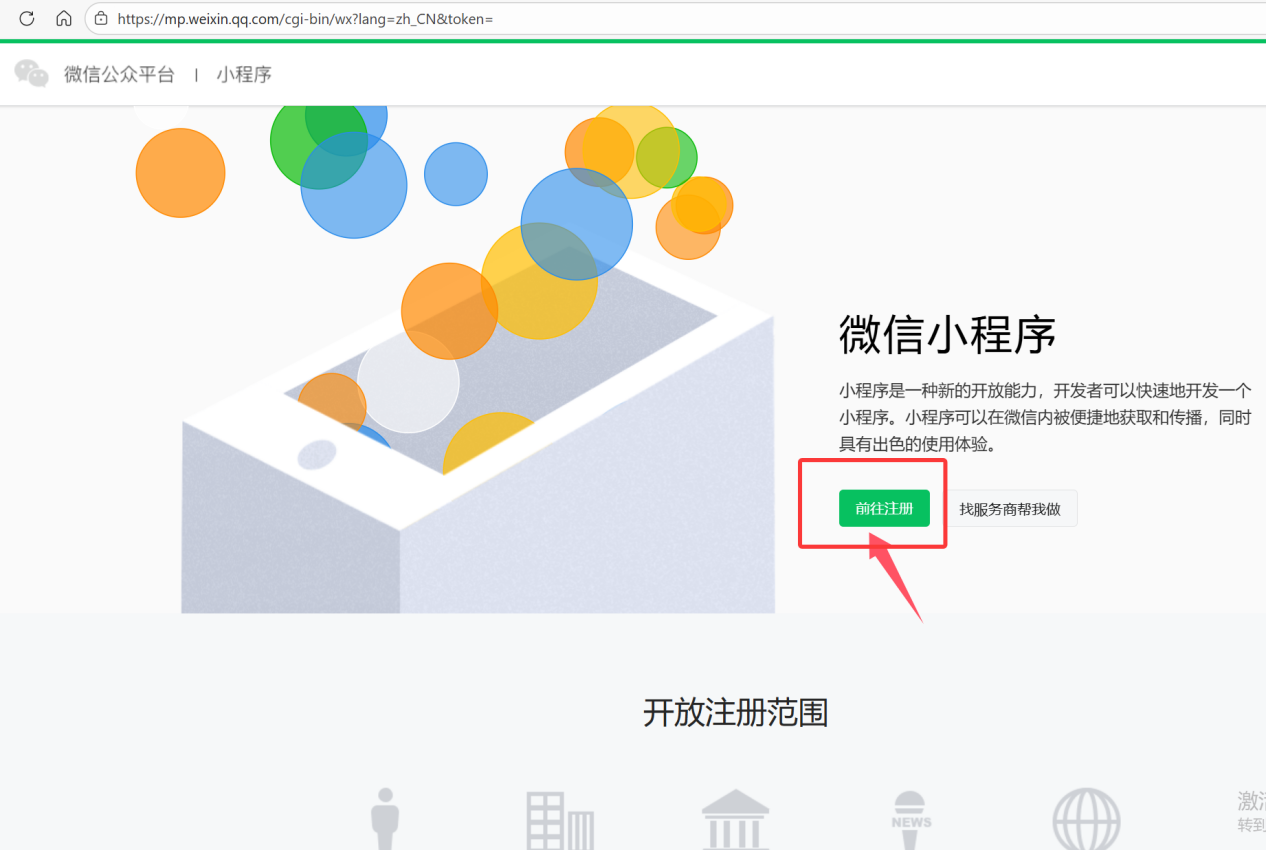 https://mp.weixin.qq.com/cgi-bin/wx?lang=zh_CN&token=
微信公众平台 | 小程序
微信小程序
小程序是一种新的开放能力，开发者可以快速地开发一个
小程序。小程序可以在微信内被便捷地获取和传播，同时
具有出色的使用体验。
前往注册 找服务商帮我做
开放注册范围
NEWS
激活
转到